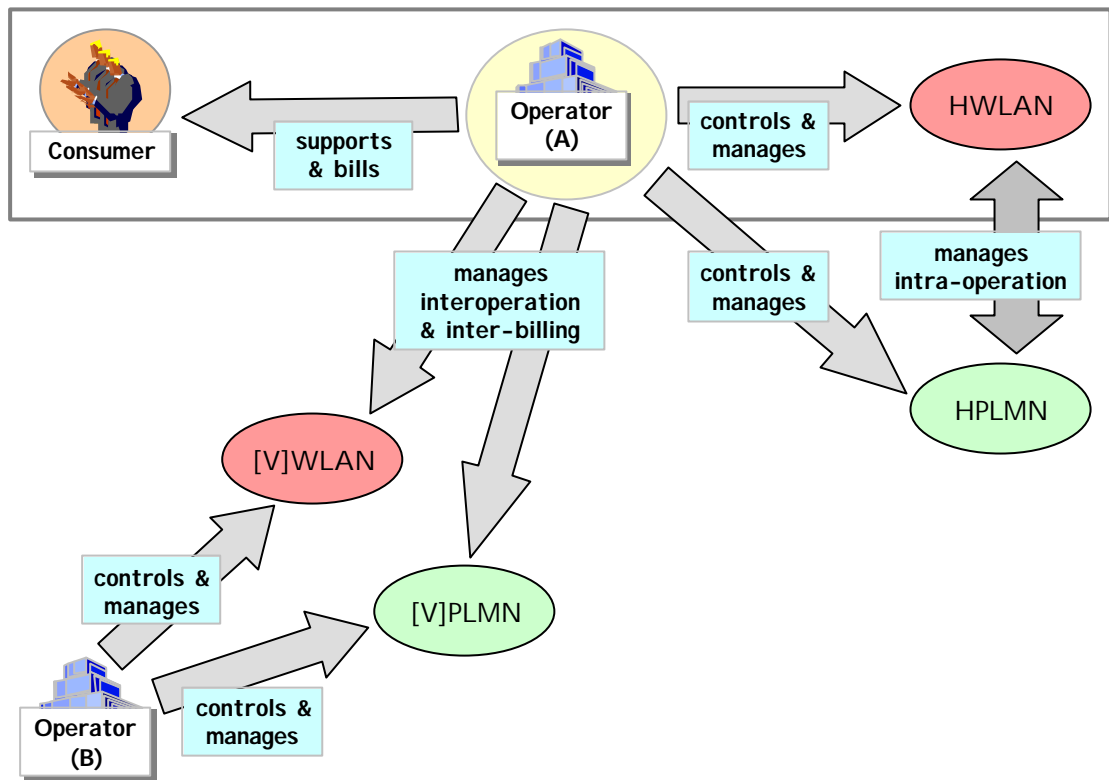 Consumer
supports
& bills
Operator
(A)
controls &
manages
HWLAN
manages
interoperation
& inter-billing
controls &
manages
manages
intra-operation
HPLMN
[V]WLAN
controls &
manages
[V]PLMN
controls &
manages
Operator
(B)